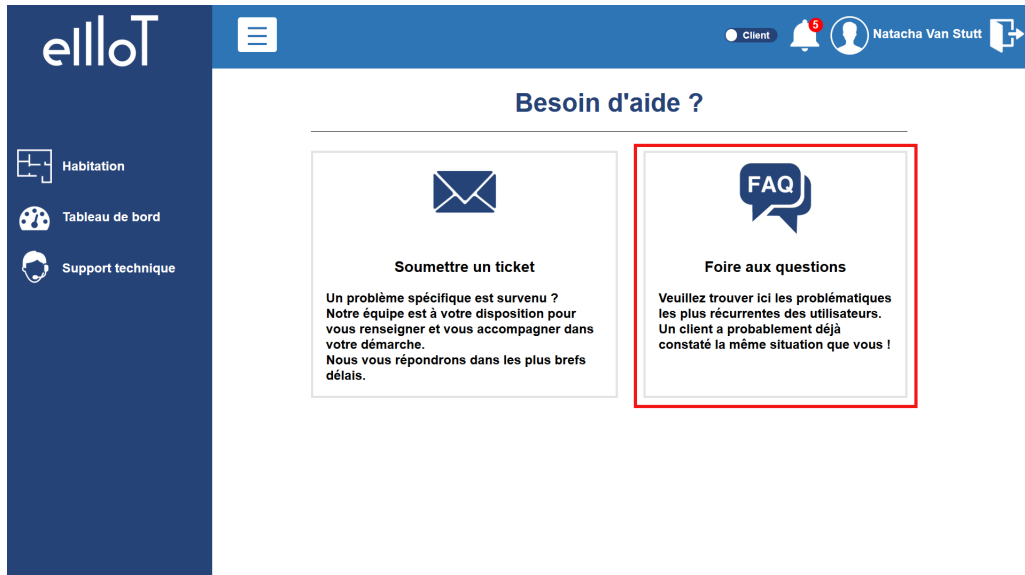 elIIoT
Client
5
Natacha Van Stutt
Habitation
Tableau de bord
Support technique
Besoin d'aide ?
Soumettre un ticket
Un problème spécifique est survenu ?
Notre équipe est à votre disposition pour
vous renseigner et vous accompagner dans
votre démarche.
Nous vous répondrons dans les plus brefs
délais.
FAQ
Foire aux questions
Veuillez trouver ici les problématiques
les plus récurrentes des utilisateurs.
Un client a probablement déjà
constaté la même situation que vous !